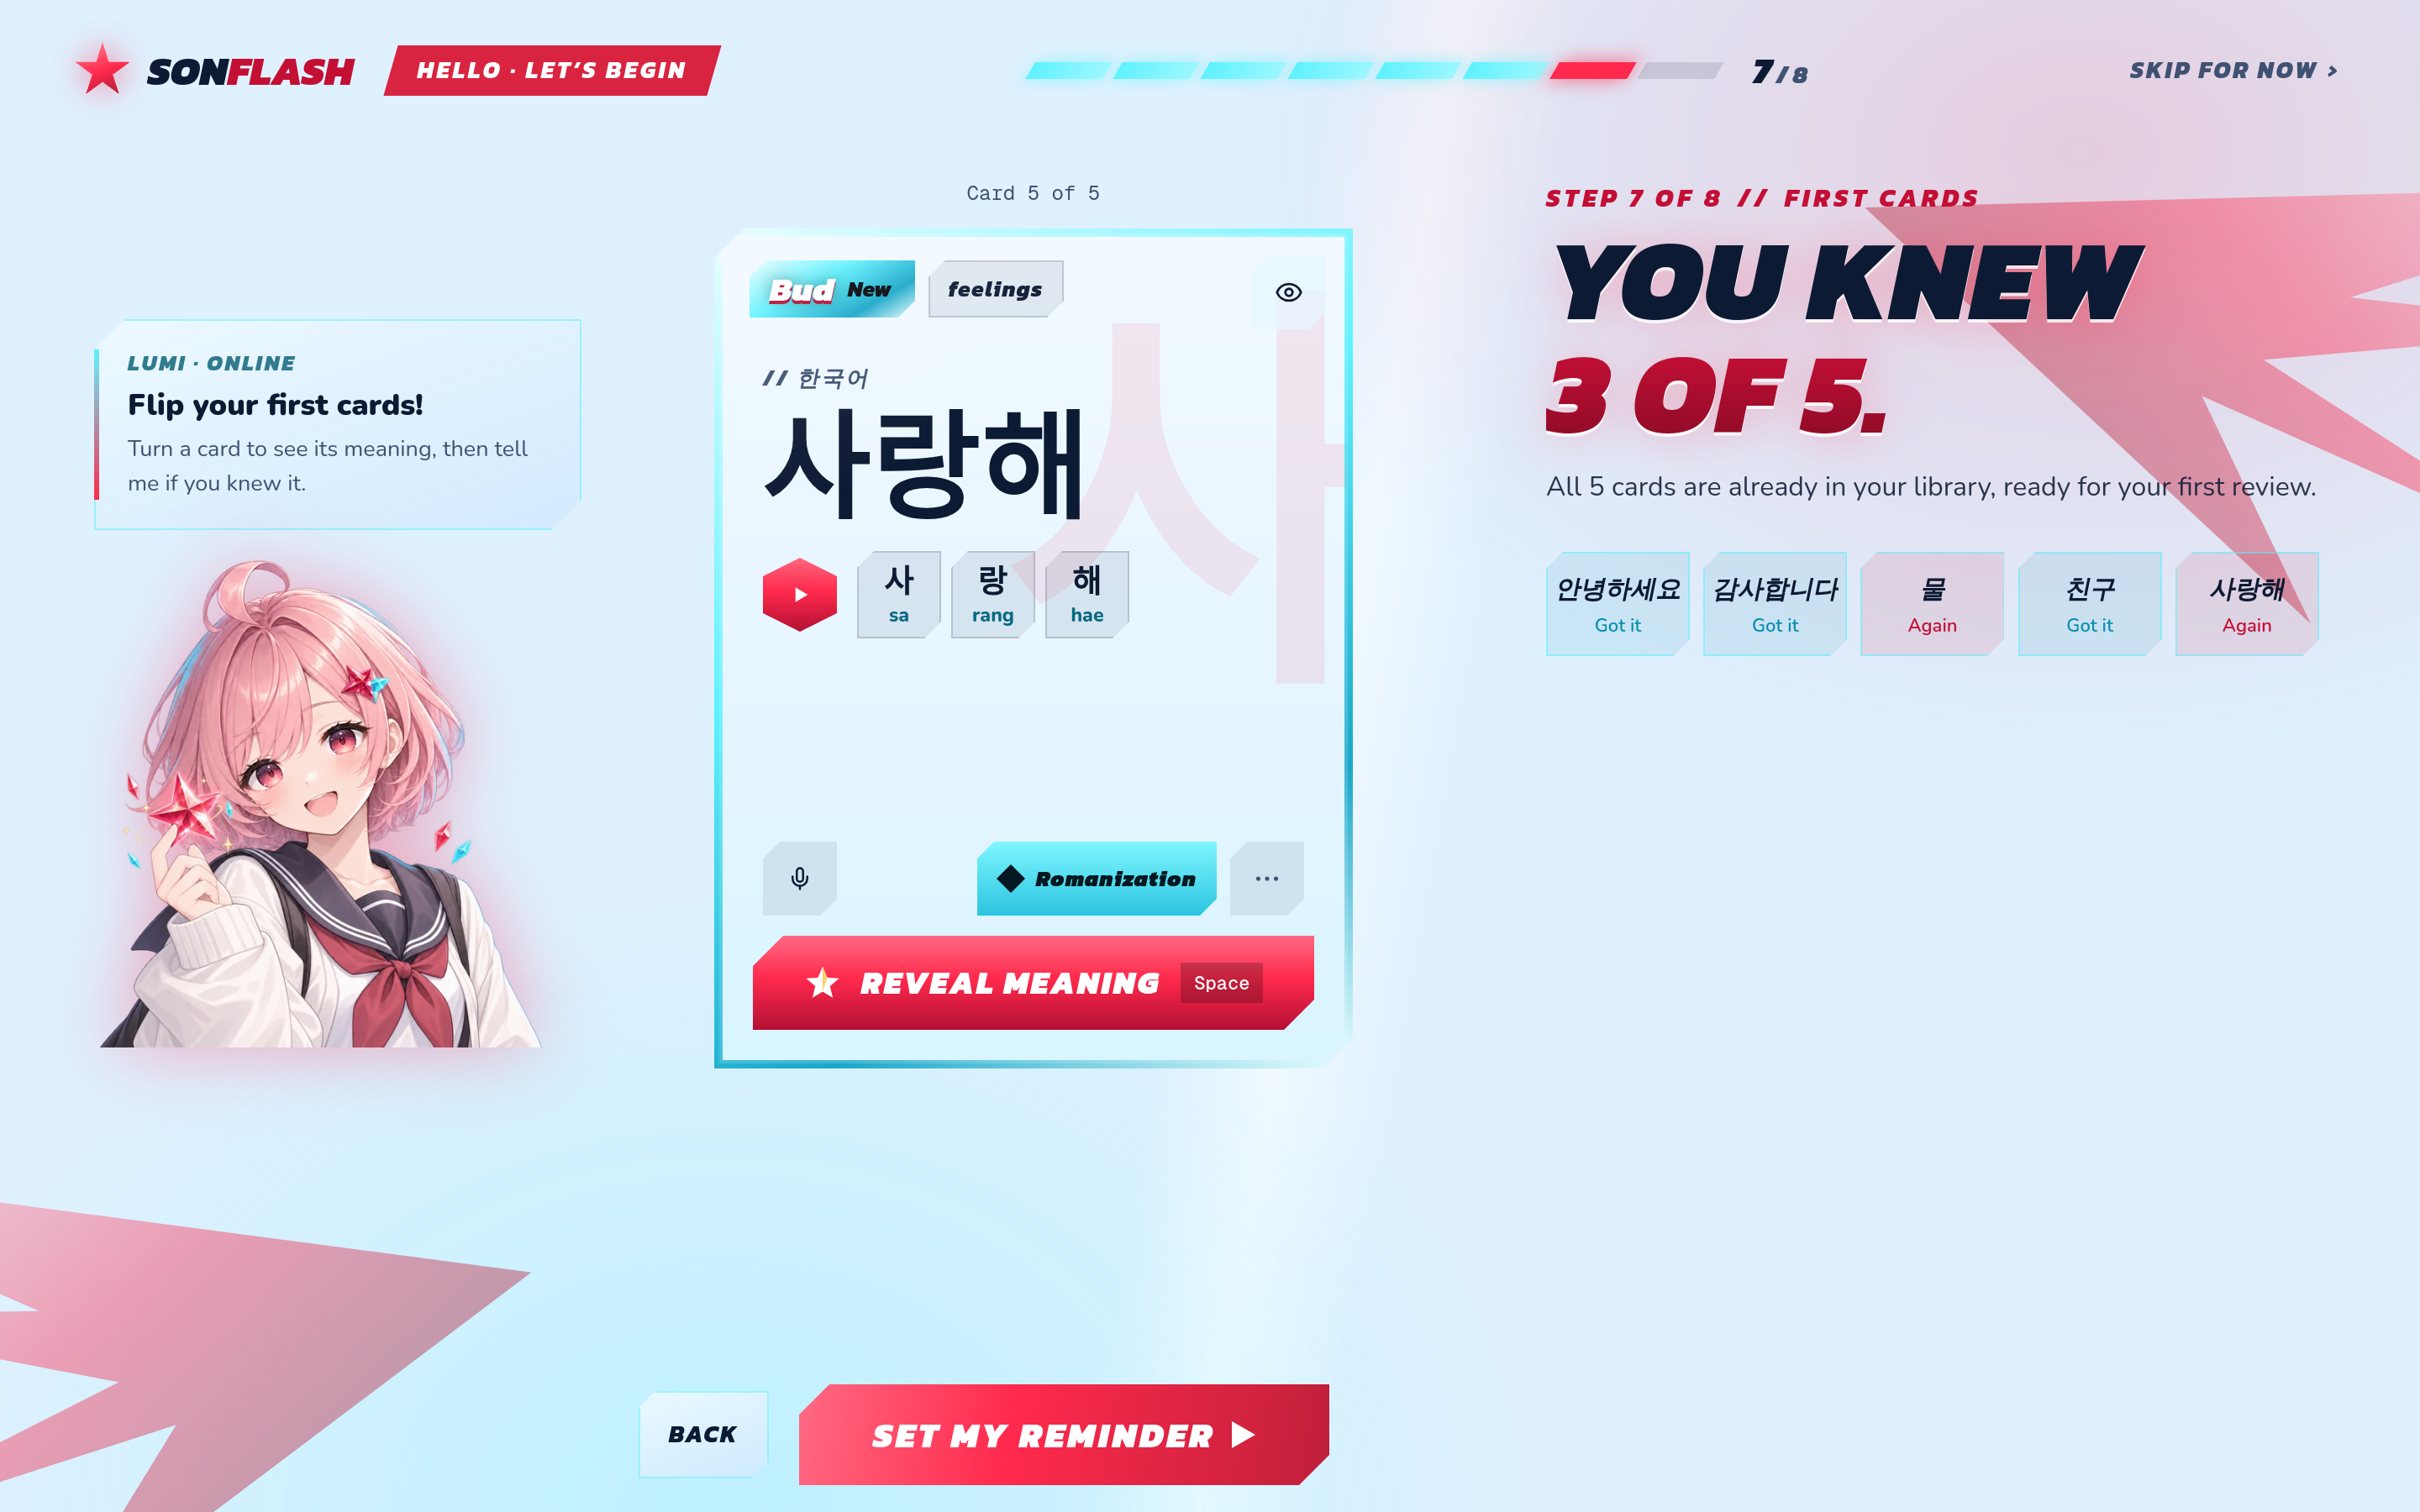 SONFLASH
HELLO · LET'S BEGIN
7/8
SKIP FOR NOW >
LUMI · ONLINE
Flip your first cards!
Turn a card to see its meaning, then tell
me if you knew it.
Card 5 of 5
Bud New
feelings
// 한국어
사랑해
사
사 랑 해
sa rang hae
Romanization
REVEAL MEANING Space
STEP 7 OF 8 // FIRST CARDS
YOU KNEW
3 OF 5.
All 5 cards are already in your library, ready for your first review.
안녕하세요 감사합니다 물 친구 사랑해
Got it Got it Again Got it Again
BACK
SET MY REMINDER